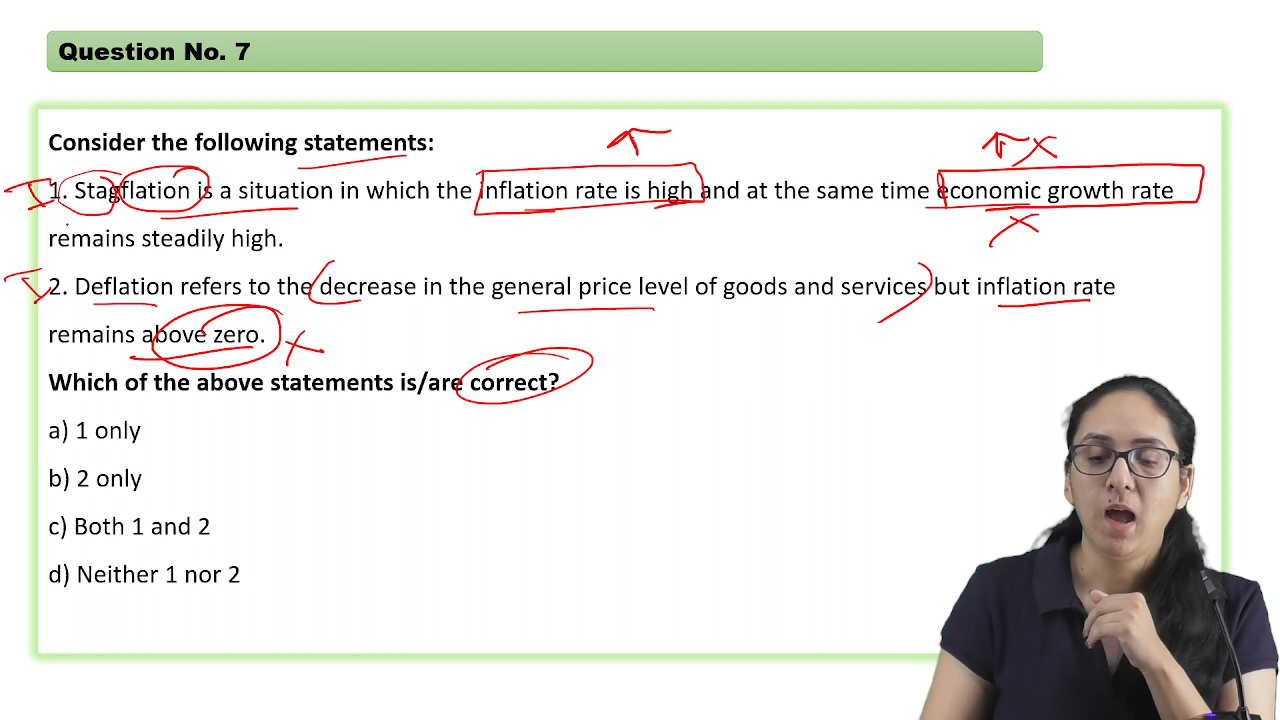 Question No. 7
Consider the following statements:
1. Stagflation is a situation in which the inflation rate is high and at the same time economic growth rate
remains steadily high.
2. Deflation refers to the decrease in the general price level of goods and services but inflation rate
remains above zero.
Which of the above statements is/are correct?
a) 1 only
b) 2 only
c) Both 1 and 2
d) Neither 1 nor 2